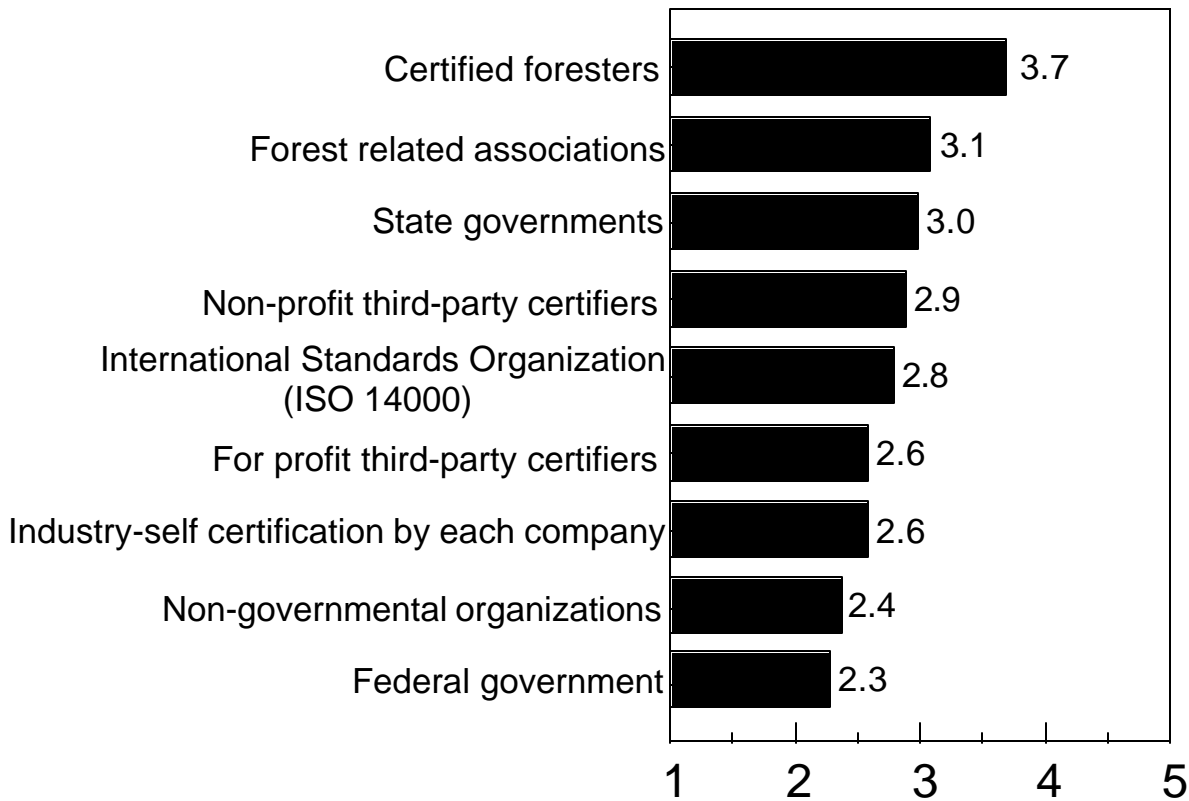 Certified foresters 3.7
Forest related associations 3.1
State governments 3.0
Non-profit third-party certifiers 2.9
International Standards Organization
(ISO 14000) 2.8
For profit third-party certifiers 2.6
Industry-self certification by each company 2.6
Non-governmental organizations 2.4
Federal government 2.3
1 2 3 4 5